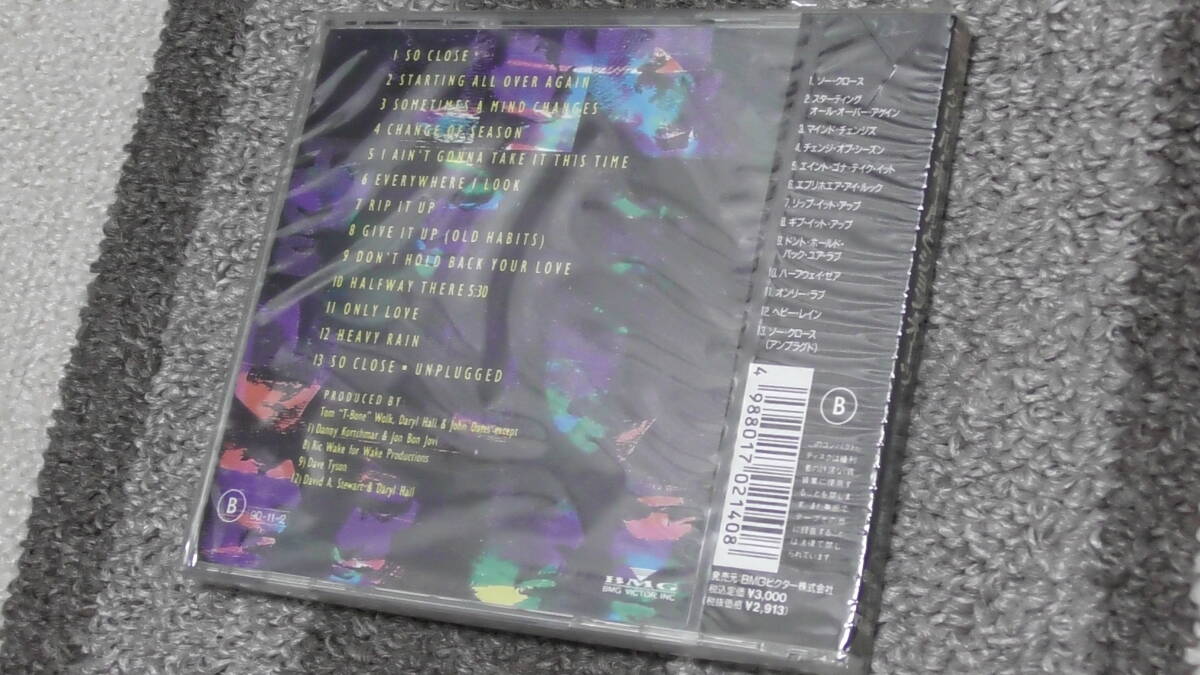 1 SO CLOSE
2 STARTING ALL OVER AGAIN
3 SOMETIMES A MIND CHANGES
4 CHANGE OF SEASON
5 I AIN'T GONNA TAKE IT THIS TIME
6 EVERYWHERE I LOOK
7 RIP IT UP
8 GIVE IT UP (OLD HABITS)
9 DON'T HOLD BACK YOUR LOVE
10 HALFWAY THERE 5:30
11 ONLY LOVE
12 HEAVY RAIN
13 SO CLOSE • UNPLUGGED
PRODUCED BY
Tom "T-Bone" Wolk, Daryl Hall & John Oates except
1) Danny Kortchmar & Jon Bon Jovi
8) Ric Wake for Wake Productions
9) Dave Tyson
12) David A. Stewart & Daryl Hall
B 90-11-2
BMG
BMG VICTOR INC.
1. ソー・クロース
2. スターティング
オール・オーバー・アゲイン
3. マインド・チェンジズ
4. チェンジ・オブ・シーズン
5. エイント・ゴナ・テイク・イット
6. エブリホエア・アイ・ルック
7. リップ・イット・アップ
8. ギブ・イット・アップ
9. ドント・ホールド・
バック・ユア・ラブ
10. ハーフウェイ・ゼア
11. オンリー・ラブ
12. ヘビー・レイン
13. ソー・クロース
(アンプラグド)
B
4 988017 021408
発売元・BMGビクター株式会社
税込定価 ¥3,000
(税抜価格 ¥2,913)